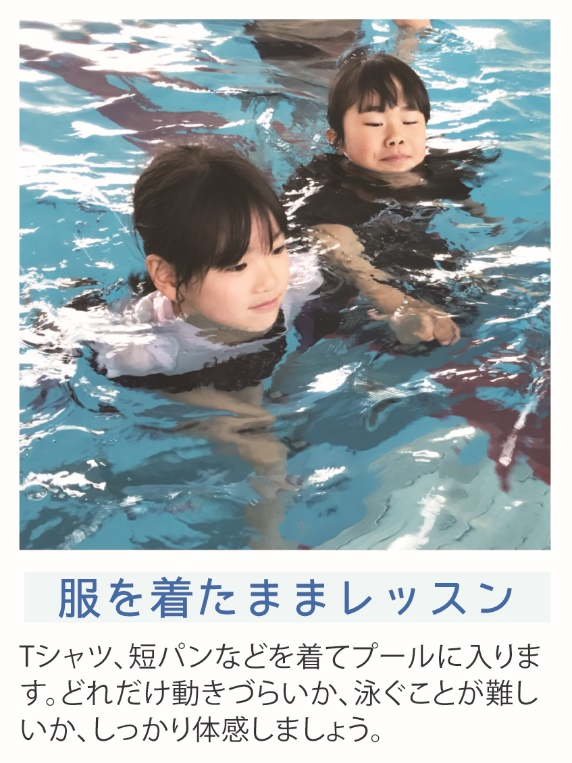 服を着たままレッスン
Tシャツ、短パンなどを着てプールに入りま
す。どれだけ動きづらいか、泳ぐことが難し
いか、しっかり体感しましょう。